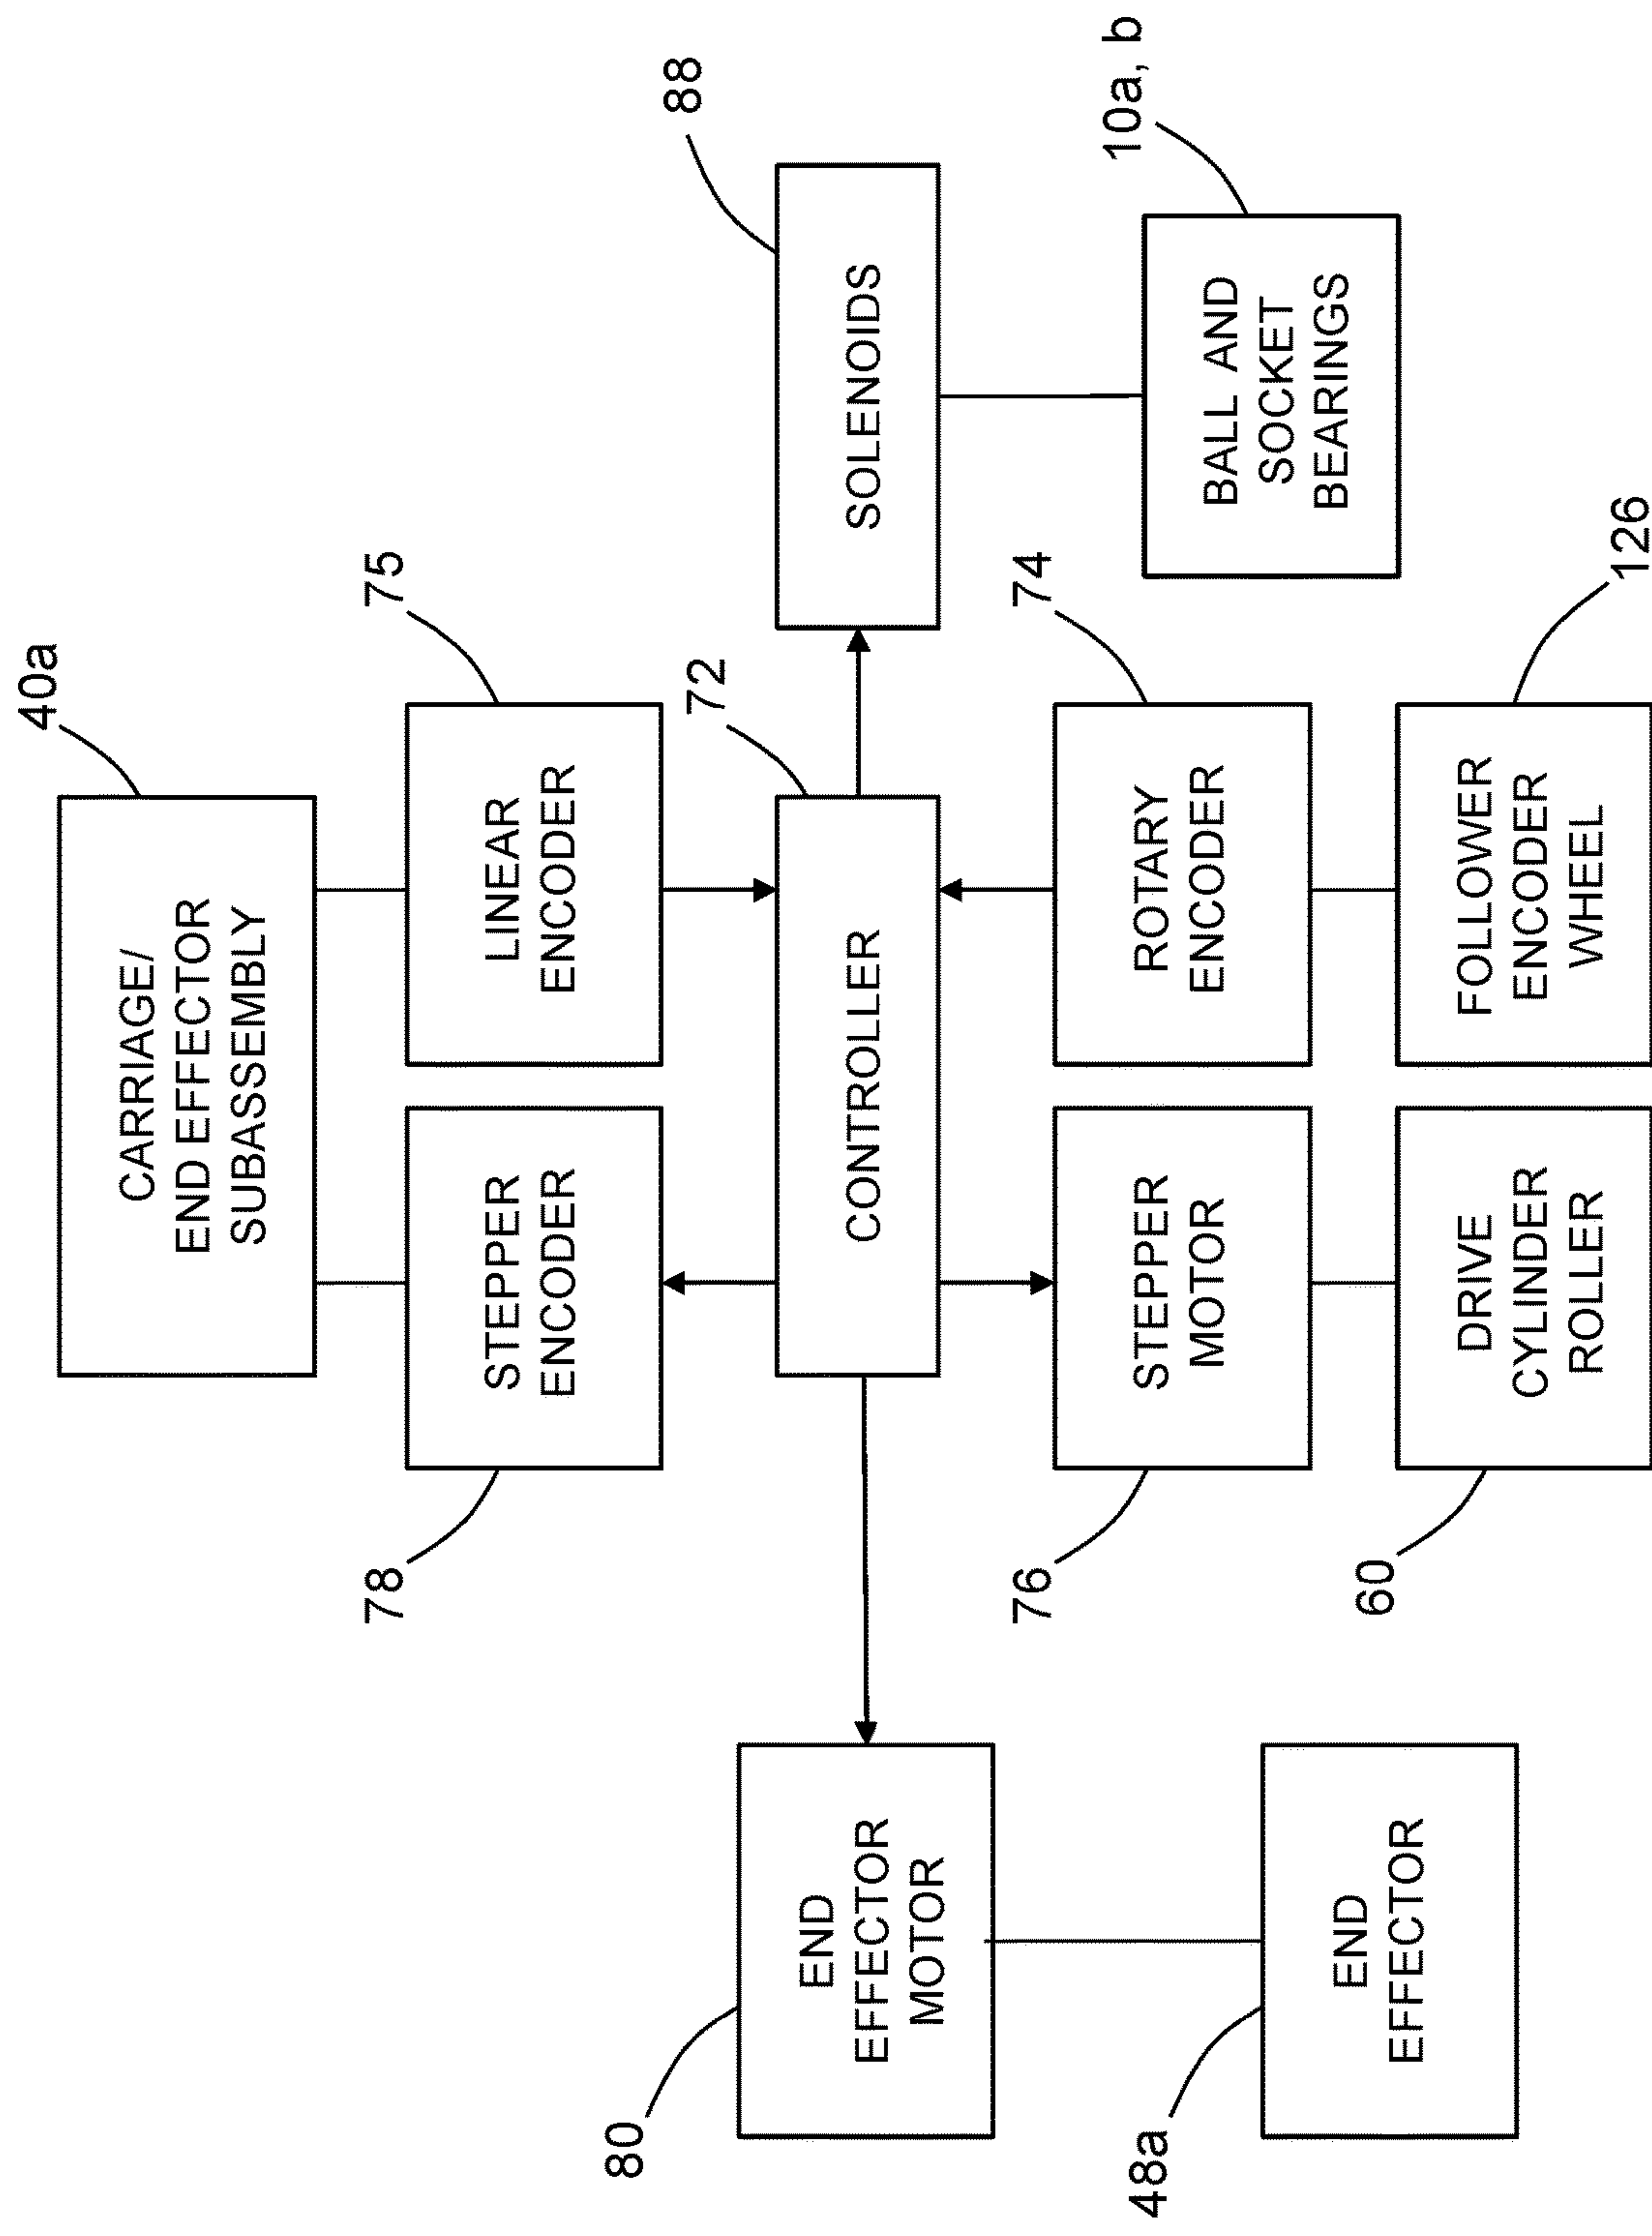 40a
CARRIAGE/
END EFFECTOR
SUBASSEMBLY
78
STEPPER
ENCODER
75
LINEAR
ENCODER
80
END
EFFECTOR
MOTOR
72
CONTROLLER
88
SOLENOIDS
76
STEPPER
MOTOR
74
ROTARY
ENCODER
10a, b
BALL AND
SOCKET
BEARINGS
48a
END
EFFECTOR
60
DRIVE
CYLINDER
ROLLER
126
FOLLOWER
ENCODER
WHEEL